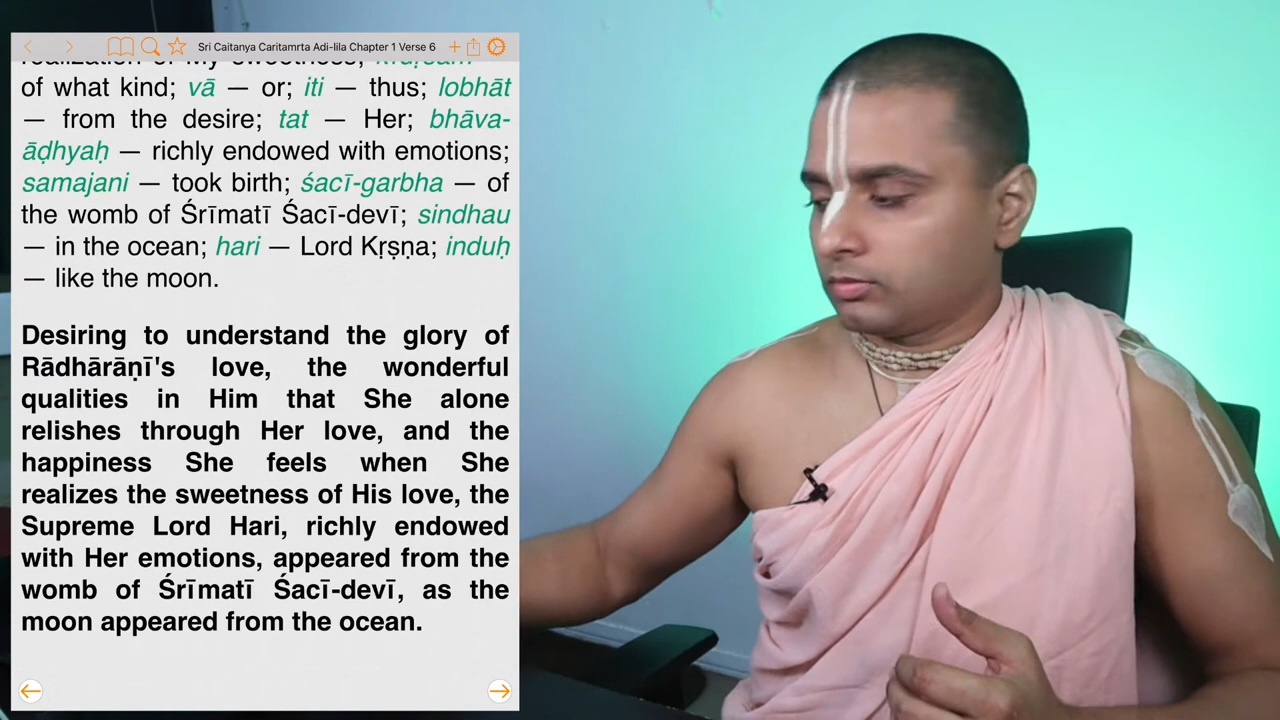 Sri Caitanya Caritamrta Adi-lila Chapter 1 Verse 6
realization of My sweetness; kīdṛśam
of what kind; vā — or; iti — thus; lobhāt
— from the desire; tat — Her; bhāva-
āḍhyaḥ — richly endowed with emotions;
samajani — took birth; śacī-garbha — of
the womb of Śrīmatī Śacī-devī; sindhau
— in the ocean; hari — Lord Kṛṣṇa; induḥ
— like the moon.
Desiring to understand the glory of
Rādhārāṇī's love, the wonderful
qualities in Him that She alone
relishes through Her love, and the
happiness She feels when She
realizes the sweetness of His love, the
Supreme Lord Hari, richly endowed
with Her emotions, appeared from the
womb of Śrīmatī Śacī-devī, as the
moon appeared from the ocean.